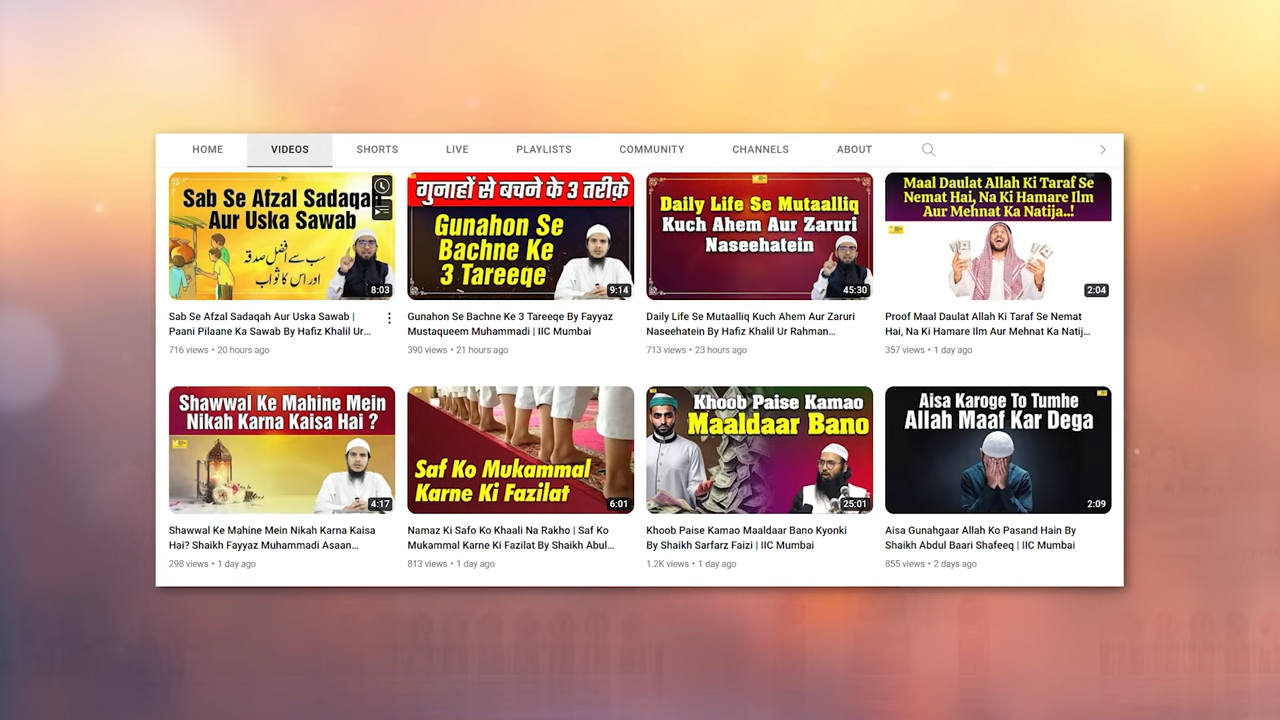 HOME VIDEOS SHORTS LIVE PLAYLISTS COMMUNITY CHANNELS ABOUT
Sab Se Afzal Sadaqah
Aur Uska Sawab
سب سے افضل صدقہ
اور اس کا ثواب
8:03
गुनाहों से बचने के 3 तरीक़े
Gunahon Se
Bachne Ke
3 Tareeqe
9:14
Daily Life Se Mutaalliq
Kuch Ahem Aur Zaruri
Naseehatein
45:30
Maal Daulat Allah Ki Taraf Se
Nemat Hai, Na Ki Hamare Ilm
Aur Mehnat Ka Natija..!
2:04
Sab Se Afzal Sadaqah Aur Uska Sawab |
Paani Pilaane Ka Sawab By Hafiz Khalil Ur...
716 views • 20 hours ago
Gunahon Se Bachne Ke 3 Tareeqe By Fayyaz
Mustaqueem Muhammadi | IIC Mumbai
390 views • 21 hours ago
Daily Life Se Mutaalliq Kuch Ahem Aur Zaruri
Naseehatein By Hafiz Khalil Ur Rahman...
713 views • 23 hours ago
Proof Maal Daulat Allah Ki Taraf Se Nemat
Hai, Na Ki Hamare Ilm Aur Mehnat Ka Natij...
357 views • 1 day ago
Shawwal Ke Mahine Mein
Nikah Karna Kaisa Hai ?
4:17
Saf Ko Mukammal
Karne Ki Fazilat
6:01
Khoob Paise Kamao
Maaldaar Bano
25:01
Aisa Karoge To Tumhe
Allah Maaf Kar Dega
2:09
Shawwal Ke Mahine Mein Nikah Karna Kaisa
Hai? Shaikh Fayyaz Muhammadi Asaan...
298 views • 1 day ago
Namaz Ki Safo Ko Khaali Na Rakho | Saf Ko
Mukammal Karne Ki Fazilat By Shaikh Abul...
813 views • 1 day ago
Khoob Paise Kamao Maaldaar Bano Kyonki
By Shaikh Sarfarz Faizi | IIC Mumbai
1.2K views • 1 day ago
Aisa Gunahgaar Allah Ko Pasand Hain By
Shaikh Abdul Baari Shafeeq | IIC Mumbai
855 views • 2 days ago